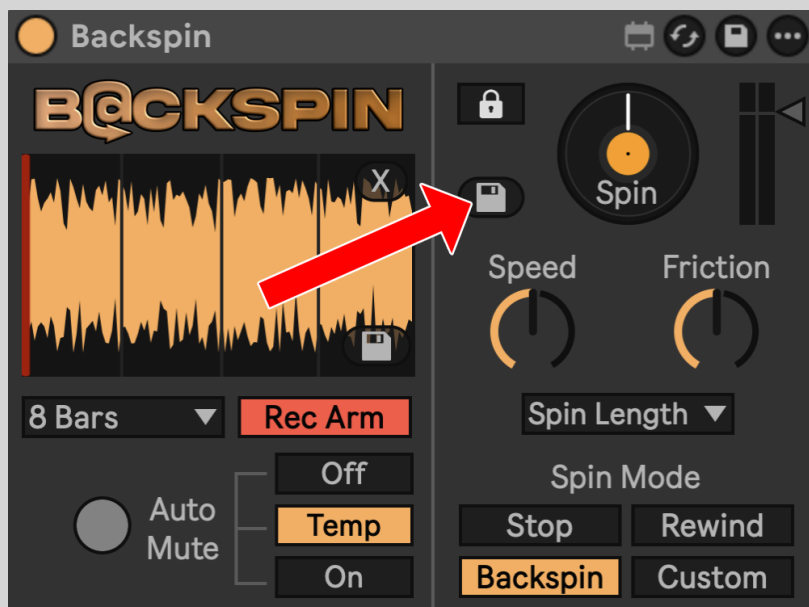 Backspin
B@CKSPIN
X
Spin
Speed Friction
8 Bars Rec Arm
Spin Length
Off
Auto Mute
Temp
On
Spin Mode
Stop Rewind
Backspin Custom